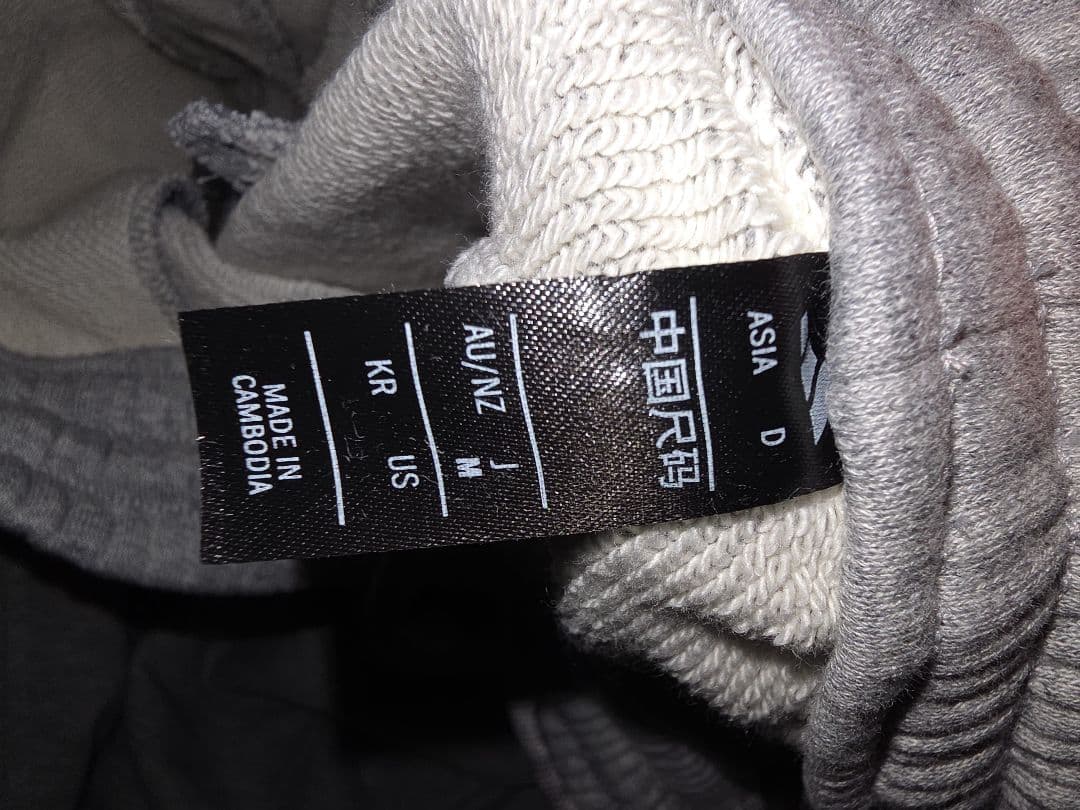 ASIA D
中国尺码
AU/NZ J
M
KR US
MADE IN
CAMBODIA